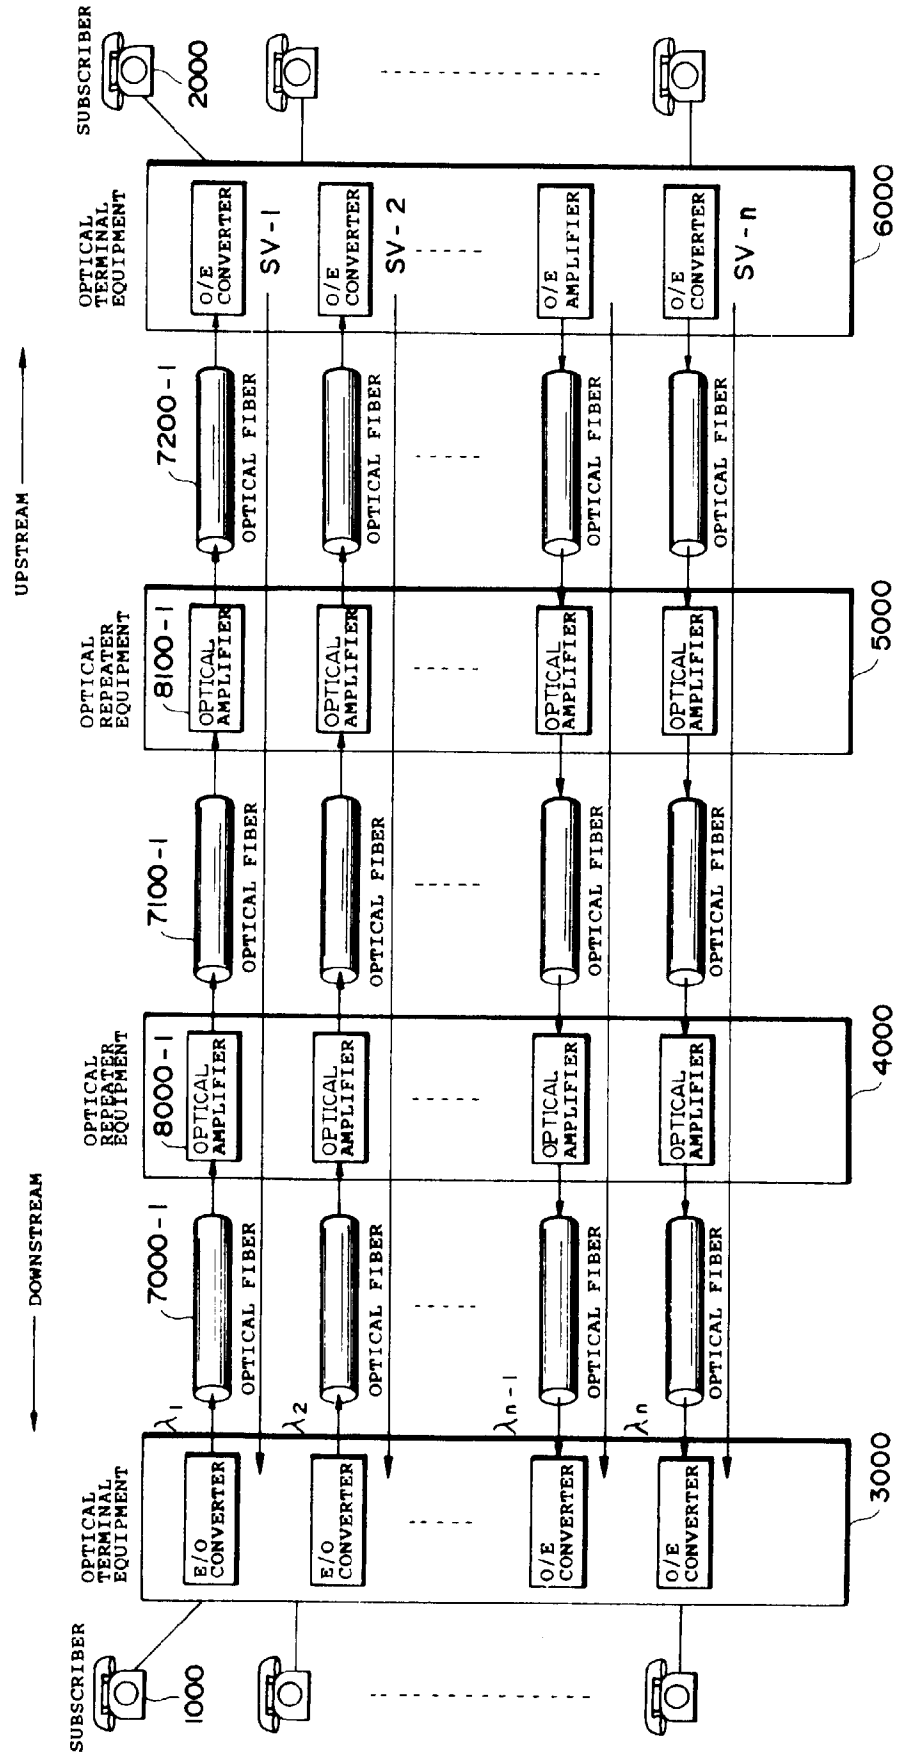 UPSTREAM
DOWNSTREAM
SUBSCRIBER
1000
OPTICAL
TERMINAL
EQUIPMENT
3000
E/O
CONVERTER
λ1
E/O
CONVERTER
λ2
O/E
CONVERTER
λn-1
O/E
CONVERTER
λn
7000-1
OPTICAL FIBER
OPTICAL FIBER
OPTICAL FIBER
OPTICAL FIBER
OPTICAL
REPEATER
EQUIPMENT
4000
8000-1
OPTICAL
AMPLIFIER
OPTICAL
AMPLIFIER
OPTICAL
AMPLIFIER
OPTICAL
AMPLIFIER
7100-1
OPTICAL FIBER
OPTICAL FIBER
OPTICAL FIBER
OPTICAL FIBER
OPTICAL
REPEATER
EQUIPMENT
5000
8100-1
OPTICAL
AMPLIFIER
OPTICAL
AMPLIFIER
OPTICAL
AMPLIFIER
OPTICAL
AMPLIFIER
7200-1
OPTICAL FIBER
OPTICAL FIBER
OPTICAL FIBER
OPTICAL FIBER
OPTICAL
TERMINAL
EQUIPMENT
6000
O/E
CONVERTER
SV-1
O/E
CONVERTER
SV-2
O/E
AMPLIFIER
O/E
CONVERTER
SV-n
SUBSCRIBER
2000